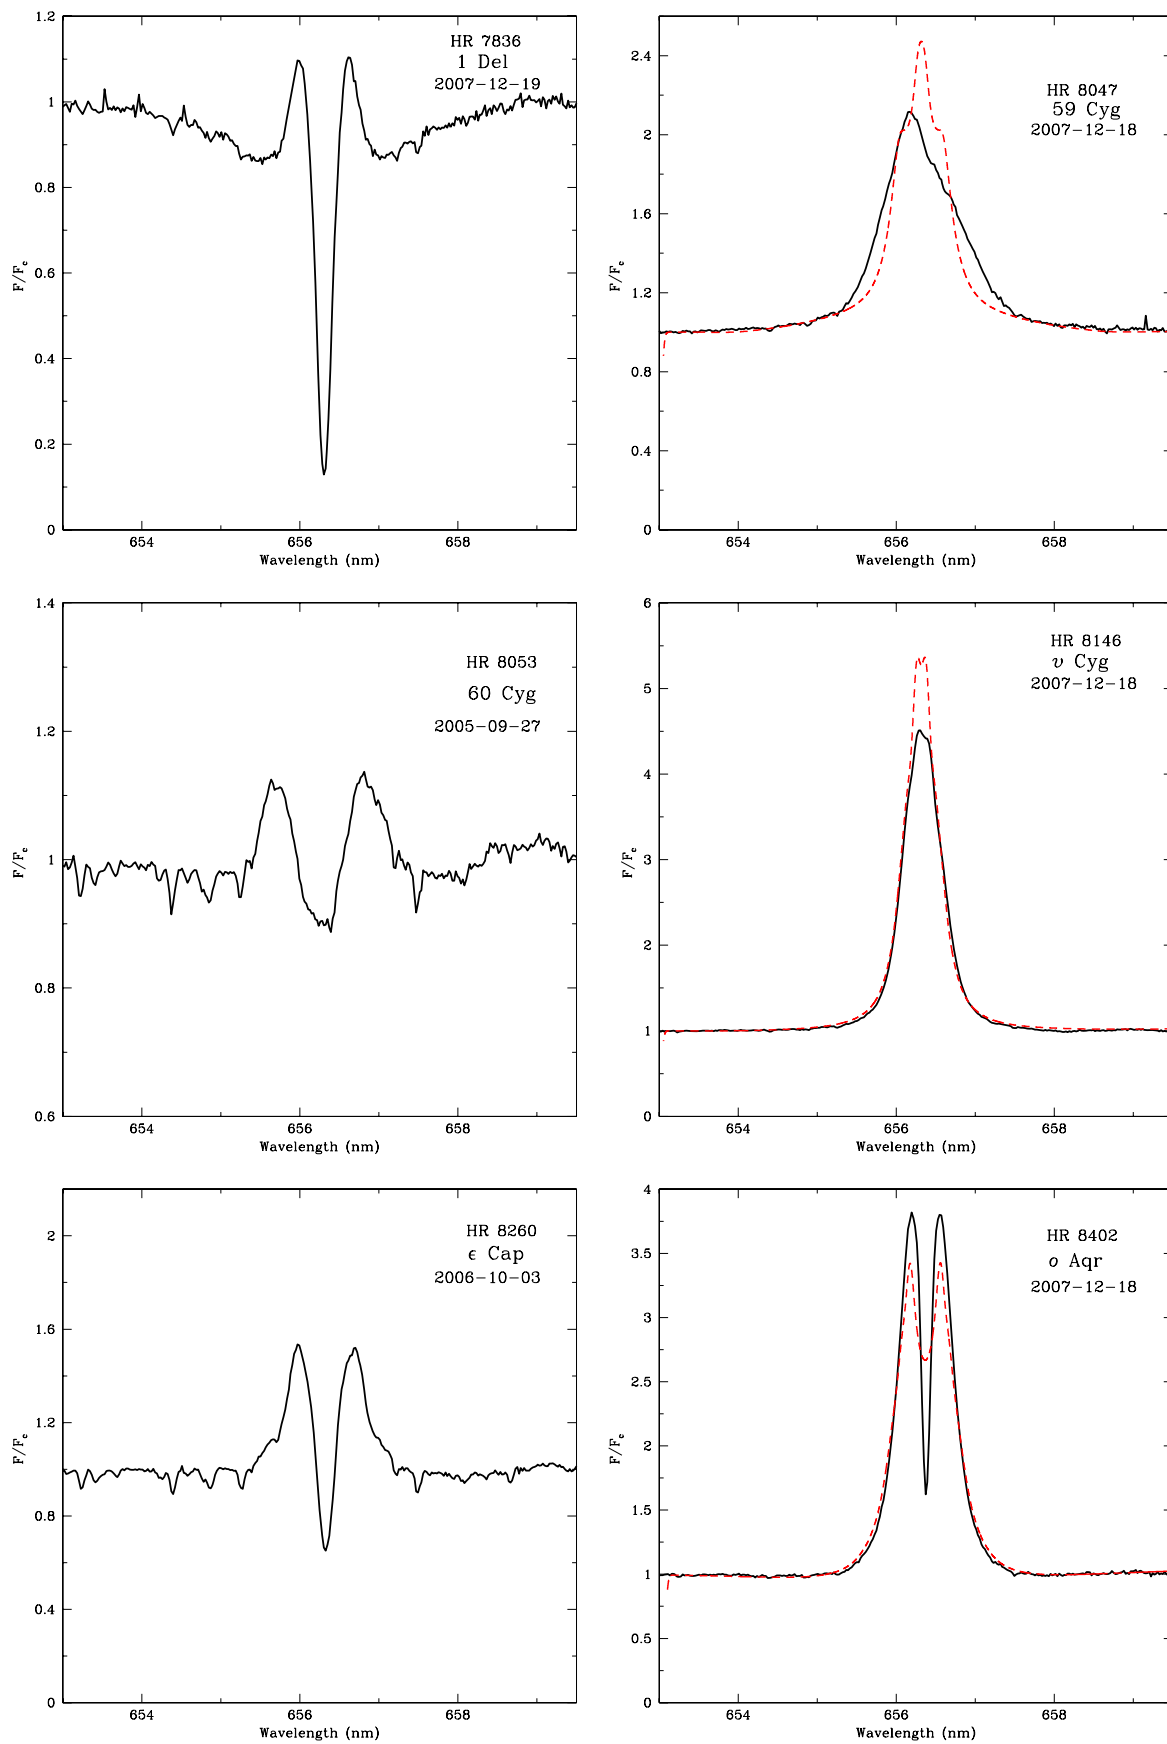 1.2
1
0.8
0.6
0.4
0.2
0
F/Fc
HR 7836
1 Del
2007-12-19
654
656
658
Wavelength (nm)
2.4
2
1.6
1.2
0.8
0.4
0
F/Fc
HR 8047
59 Cyg
2007-12-18
654
656
658
Wavelength (nm)
1.4
1.2
1
0.8
0.6
F/Fc
HR 8053
60 Cyg
2005-09-27
654
656
658
Wavelength (nm)
6
5
4
3
2
1
0
F/Fc
HR 8146
υ Cyg
2007-12-18
654
656
658
Wavelength (nm)
2
1.6
1.2
0.8
0.4
0
F/Fc
HR 8260
ϵ Cap
2006-10-03
654
656
658
Wavelength (nm)
4
3.5
3
2.5
2
1.5
1
0.5
0
F/Fc
HR 8402
o Aqr
2007-12-18
654
656
658
Wavelength (nm)